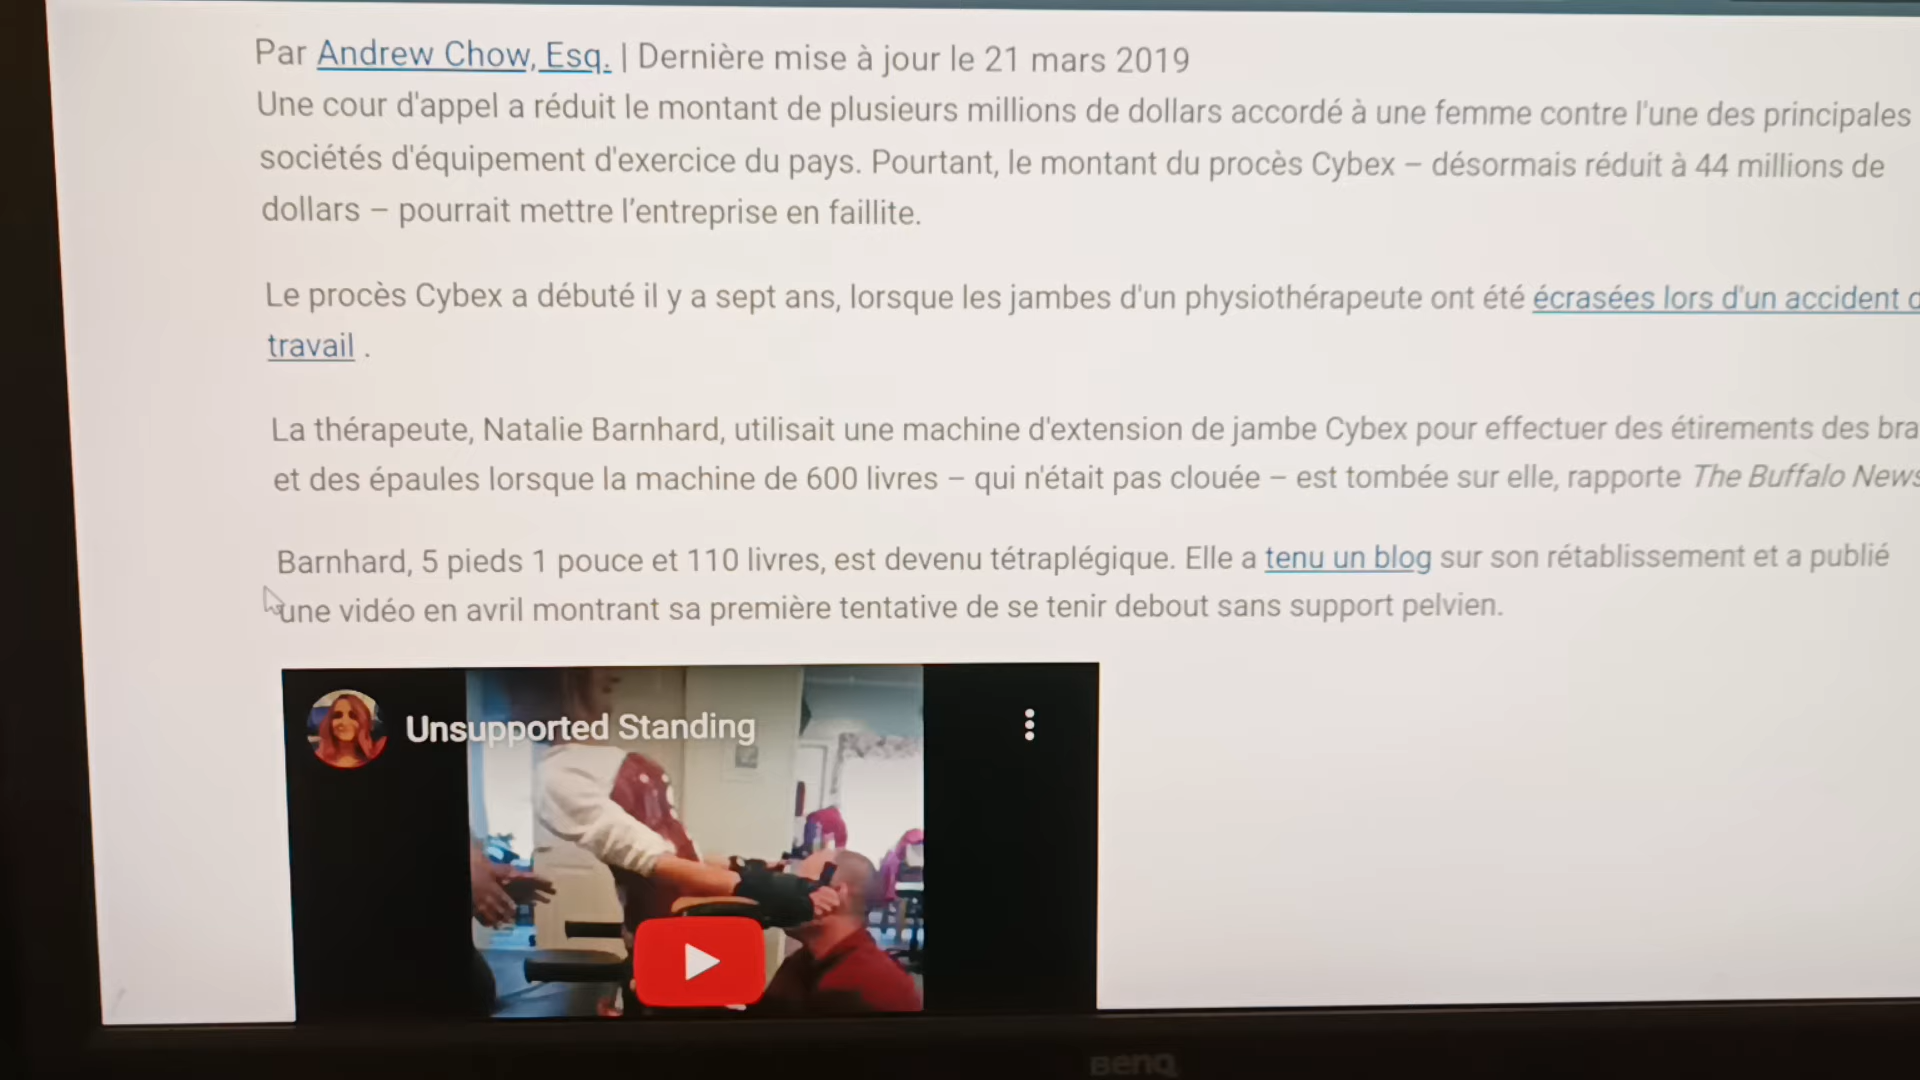 Par Andrew Chow, Esq. | Dernière mise à jour le 21 mars 2019
Une cour d'appel a réduit le montant de plusieurs millions de dollars accordé à une femme contre l'une des principales
sociétés d'équipement d'exercice du pays. Pourtant, le montant du procès Cybex – désormais réduit à 44 millions de
dollars – pourrait mettre l’entreprise en faillite.
Le procès Cybex a débuté il y a sept ans, lorsque les jambes d'un physiothérapeute ont été écrasées lors d'un accident
travail .
La thérapeute, Natalie Barnhard, utilisait une machine d'extension de jambe Cybex pour effectuer des étirements des bra
et des épaules lorsque la machine de 600 livres – qui n'était pas clouée – est tombée sur elle, rapporte The Buffalo News
Barnhard, 5 pieds 1 pouce et 110 livres, est devenu tétraplégique. Elle a tenu un blog sur son rétablissement et a publié
une vidéo en avril montrant sa première tentative de se tenir debout sans support pelvien.
Unsupported Standing
BenQ